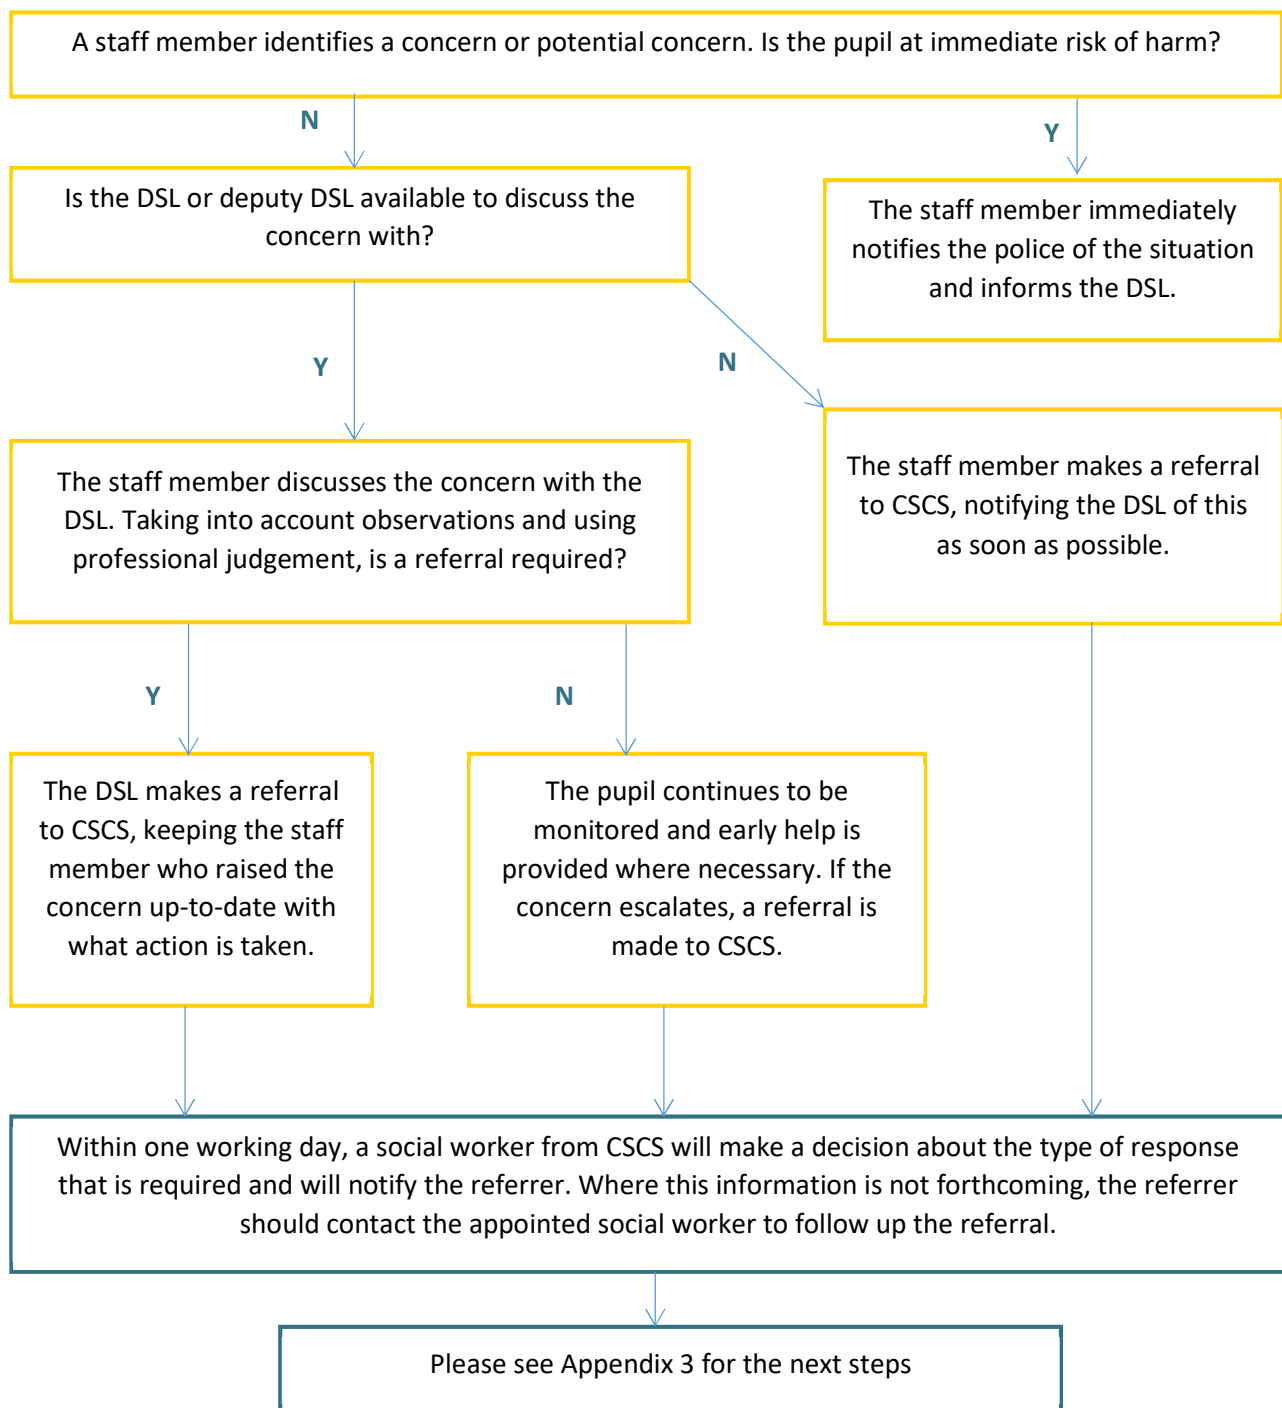 A staff member identifies a concern or potential concern. Is the pupil at immediate risk of harm?
N
Y
Is the DSL or deputy DSL available to discuss the
concern with?
The staff member immediately
notifies the police of the situation
and informs the DSL.
Y
N
The staff member discusses the concern with the
DSL. Taking into account observations and using
professional judgement, is a referral required?
The staff member makes a referral
to CSCS, notifying the DSL of this
as soon as possible.
Y
N
The DSL makes a referral
to CSCS, keeping the staff
member who raised the
concern up-to-date with
what action is taken.
The pupil continues to be
monitored and early help is
provided where necessary. If the
concern escalates, a referral is
made to CSCS.
Within one working day, a social worker from CSCS will make a decision about the type of response
that is required and will notify the referrer. Where this information is not forthcoming, the referrer
should contact the appointed social worker to follow up the referral.
Please see Appendix 3 for the next steps